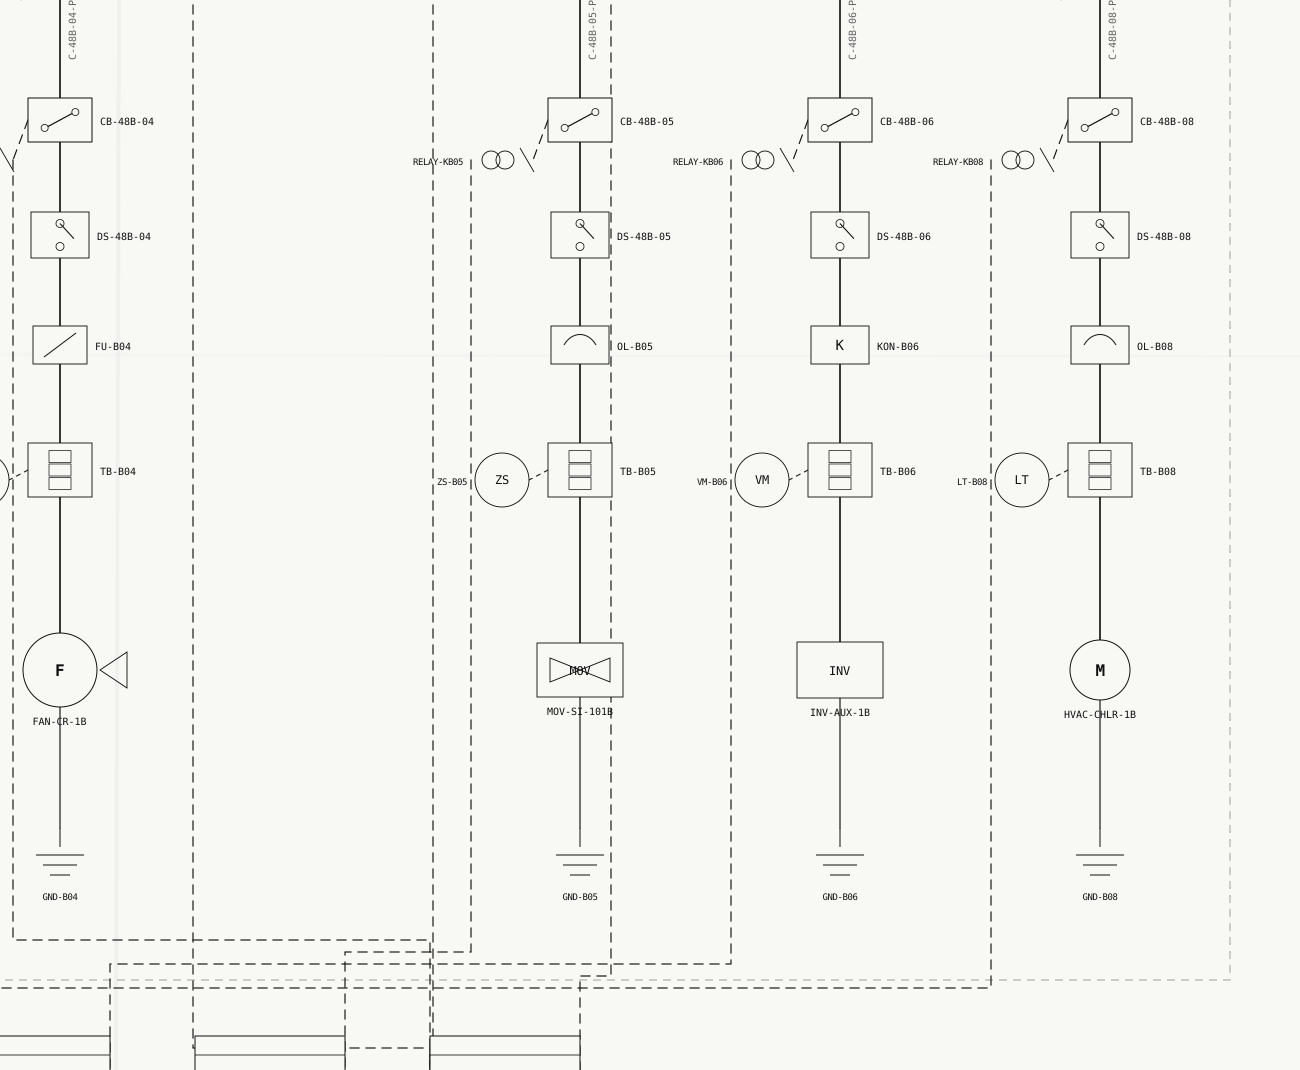 C-48B-04-P
C-48B-05-P
C-48B-06-P
C-48B-08-P
CB-48B-04
CB-48B-05
CB-48B-06
CB-48B-08
RELAY-KB05
RELAY-KB06
RELAY-KB08
DS-48B-04
DS-48B-05
DS-48B-06
DS-48B-08
FU-B04
OL-B05
K
KON-B06
OL-B08
TB-B04
ZS-B05
ZS
TB-B05
VM-B06
VM
TB-B06
LT-B08
LT
TB-B08
F
MOV
INV
M
FAN-CR-1B
MOV-SI-101B
INV-AUX-1B
HVAC-CHLR-1B
GND-B04
GND-B05
GND-B06
GND-B08